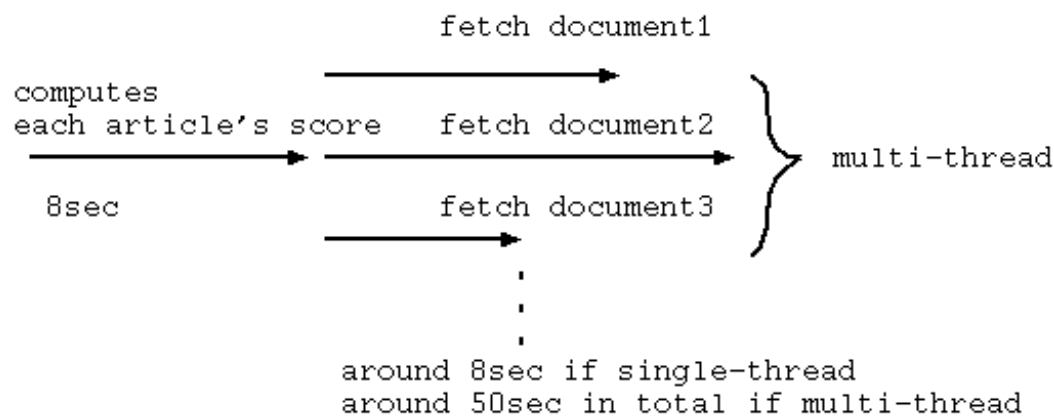 fetch document1
computes
each article's score
fetch document2
multi-thread
8sec
fetch document3
around 8sec if single-thread
around 50sec in total if multi-thread